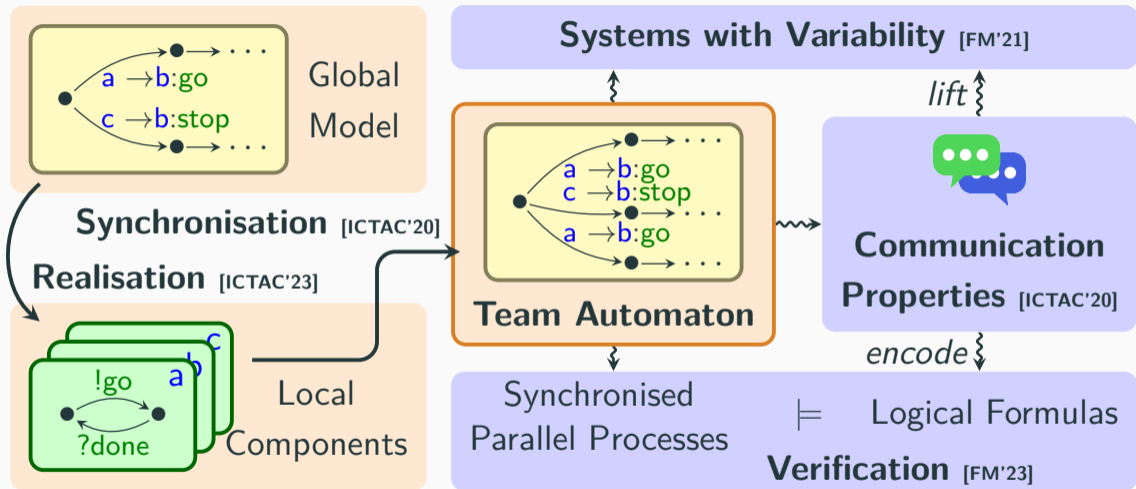 a →b:go
c →b:stop
Global
Model
Synchronisation [ICTAC'20]
Realisation [ICTAC'23]
a
b
c
!go
?done
Local
Components
Systems with Variability [FM'21]
lift
a →b:go
c →b:stop
a →b:go
Team Automaton
Communication
Properties [ICTAC'20]
encode
Synchronised
Parallel Processes
⊨ Logical Formulas
Verification [FM'23]